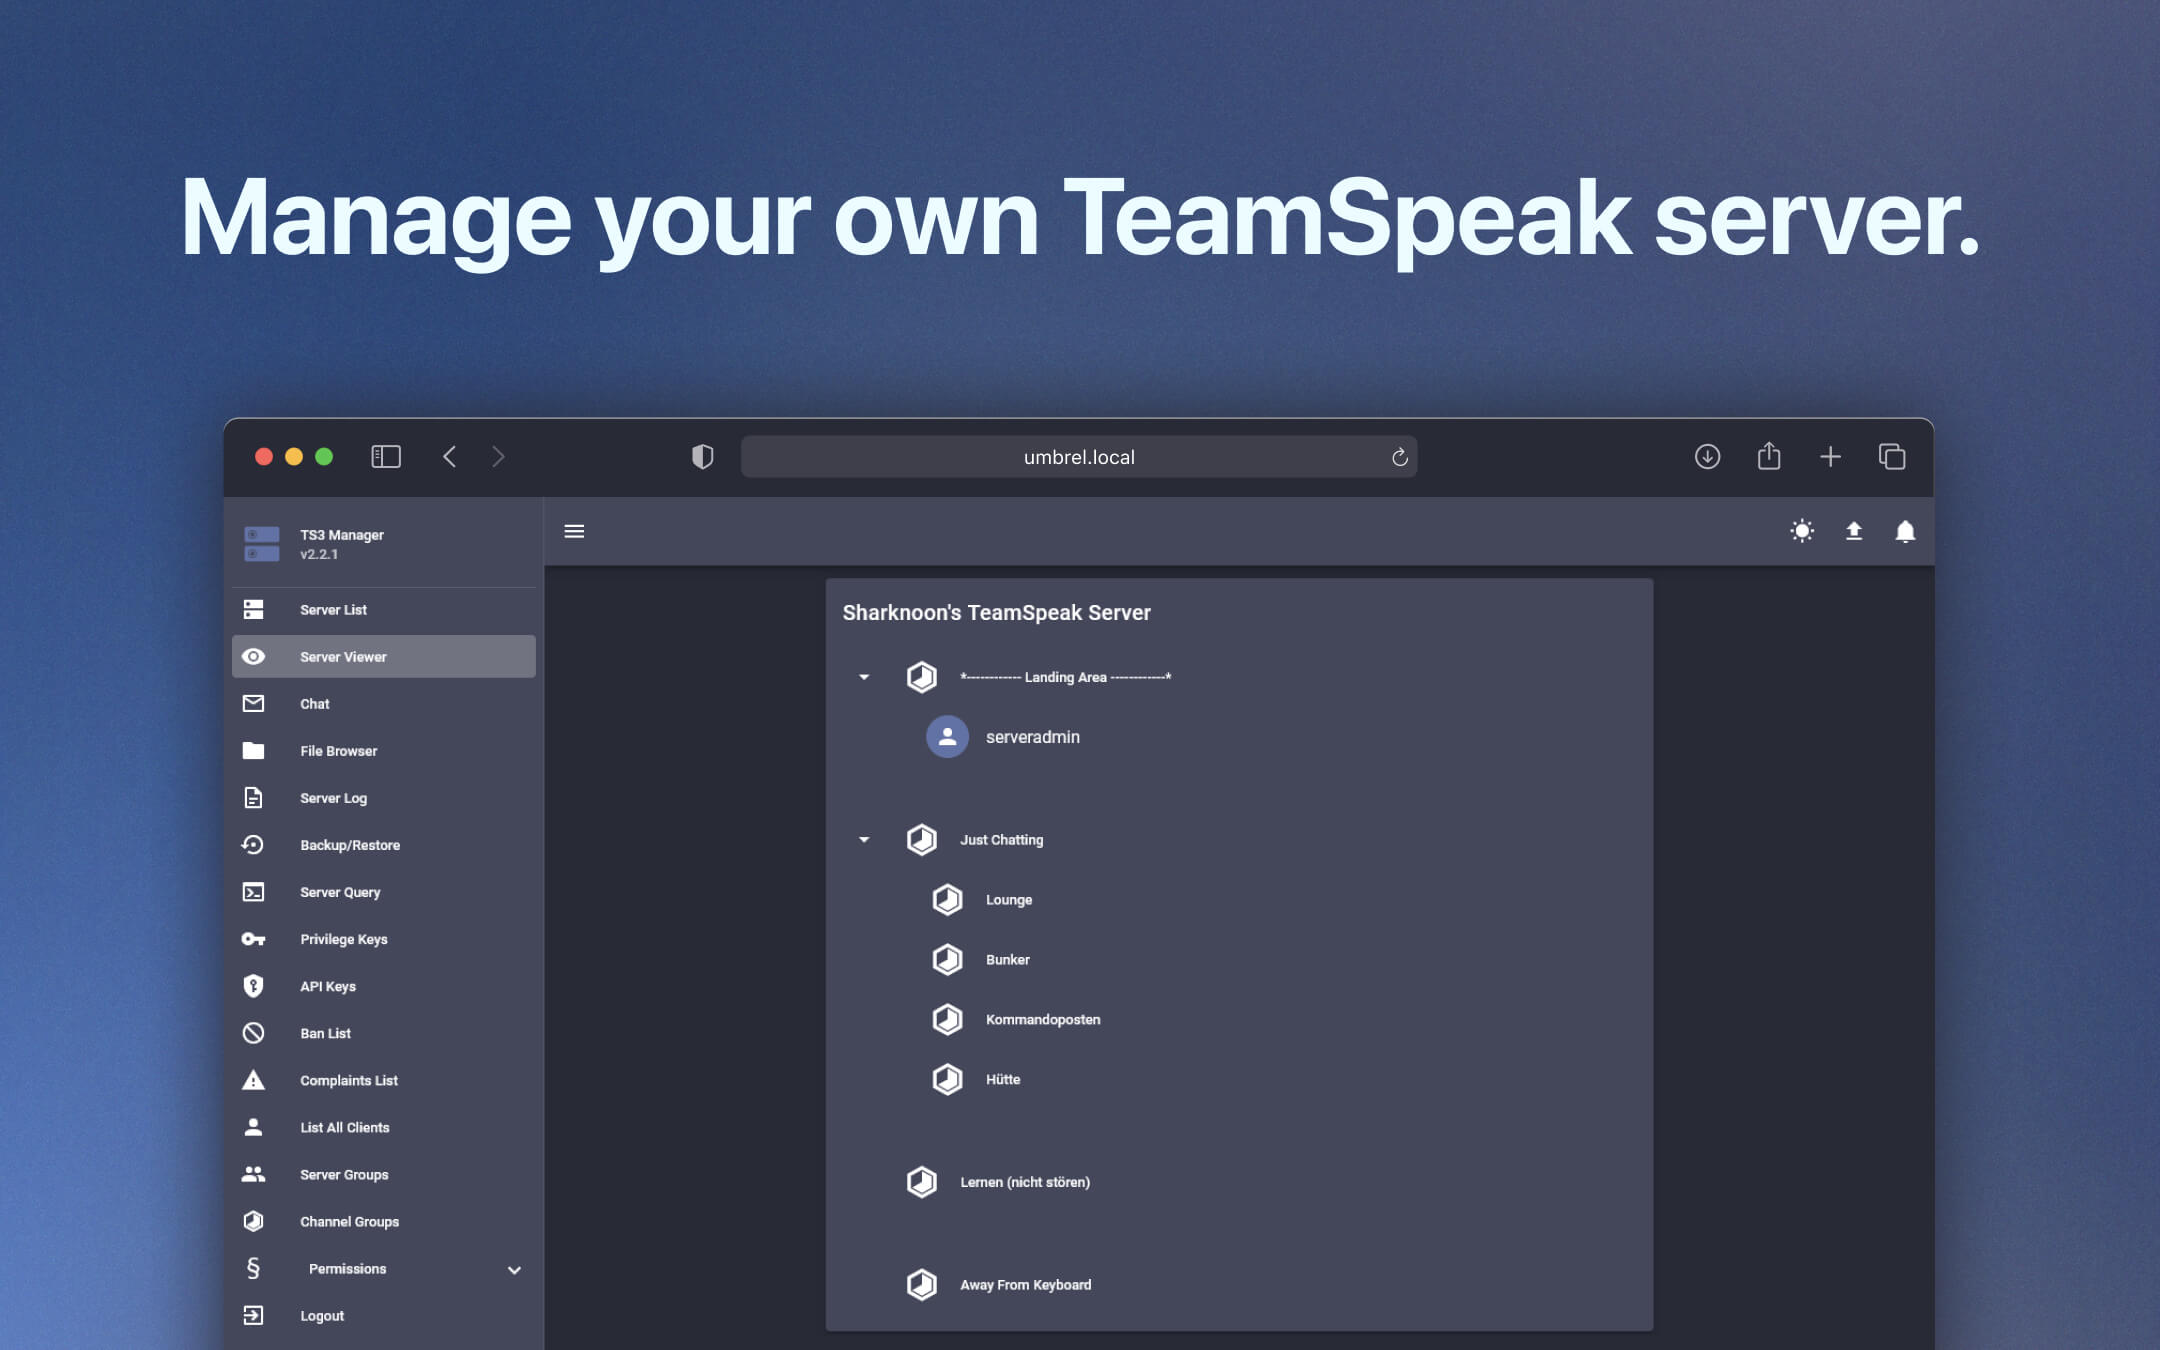 Manage your own TeamSpeak server.
umbrel.local
TS3 Manager
v2.2.1
Server List
Server Viewer
Chat
File Browser
Server Log
Backup/Restore
Server Query
Privilege Keys
API Keys
Ban List
Complaints List
List All Clients
Server Groups
Channel Groups
§ Permissions
Logout
Sharknoon's TeamSpeak Server
*------------ Landing Area ------------*
serveradmin
Just Chatting
Lounge
Bunker
Kommandoposten
Hütte
Lernen (nicht stören)
Away From Keyboard